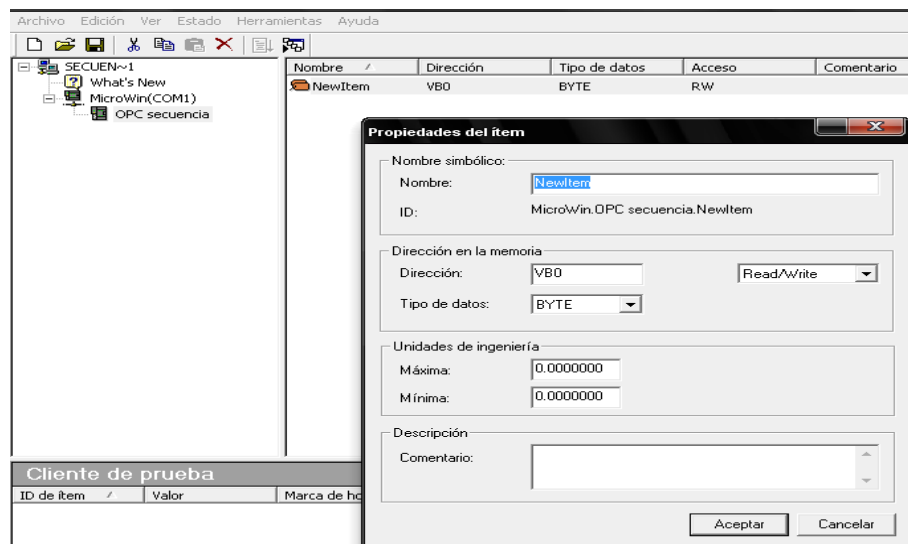 Archivo Edición Ver Estado Herramientas Ayuda
SECUEN~1
What's New
MicroWin(COM1)
OPC secuencia
Nombre Dirección Tipo de datos Acceso Comentario
NewItem VB0 BYTE RW
Propiedades del ítem
Nombre simbólico:
Nombre: NewItem
ID: MicroWin.OPC secuencia.NewItem
Dirección en la memoria
Dirección: VB0 Read/Write
Tipo de datos: BYTE
Unidades de ingeniería
Máxima: 0.0000000
Mínima: 0.0000000
Descripción
Comentario:
Aceptar Cancelar
Cliente de prueba
ID de ítem Valor Marca de ho